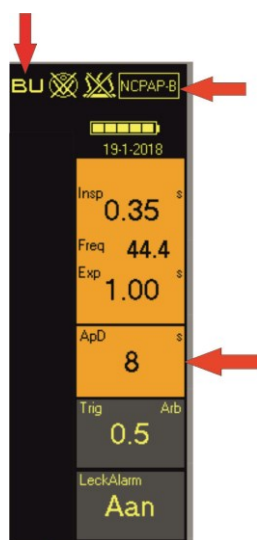 BU NCPAP-B
19-1-2018
Insp s
0.35
Freq 44.4
Exp s
1.00
ApD s
8
Trig Arb
0.5
LeckAlarm
Aan